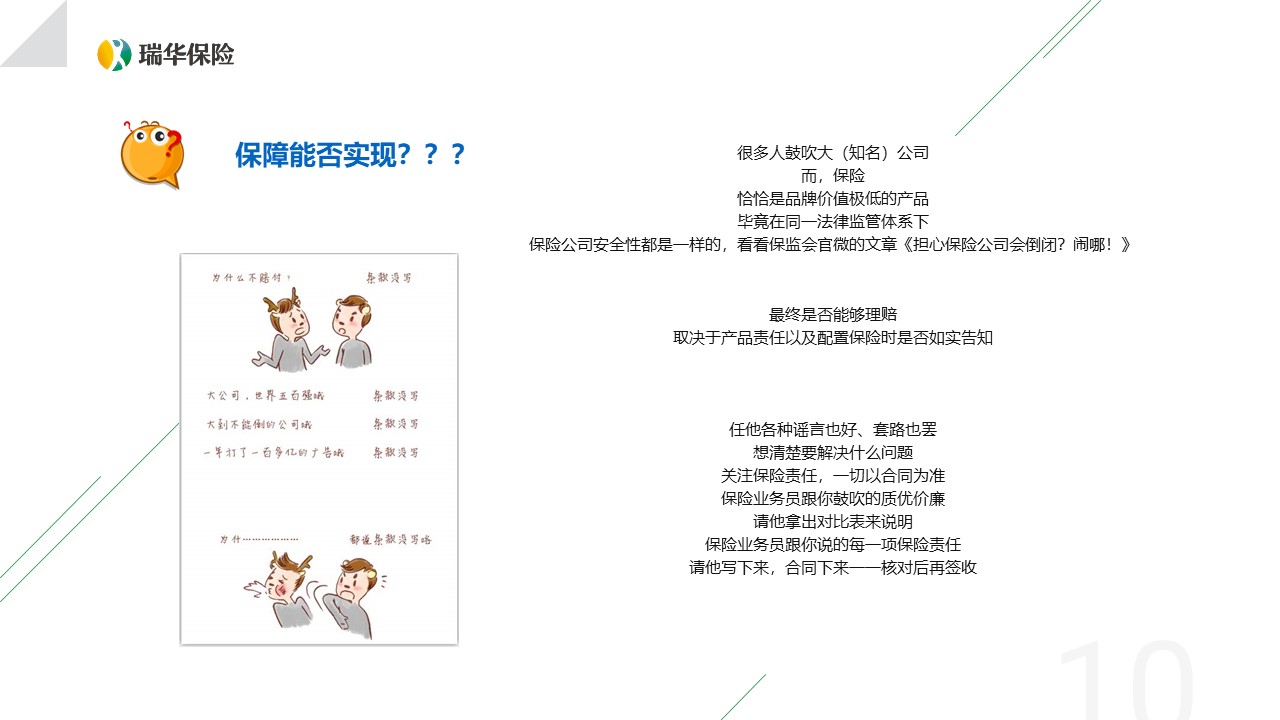 瑞华保险
保障能否实现？？？
很多人鼓吹大（知名）公司
而，保险
恰恰是品牌价值极低的产品
毕竟在同一法律监管体系下
保险公司安全性都是一样的，看看保监会官微的文章《担心保险公司会倒闭？闹哪！》
最终是否能够理赔
取决于产品责任以及配置保险时是否如实告知
任他各种谣言也好、套路也罢
想清楚要解决什么问题
关注保险责任，一切以合同为准
保险业务员跟你鼓吹的质优价廉
请他拿出对比表来说明
保险业务员跟你说的每一项保险责任
请他写下来，合同下来一一核对后再签收
为什么不赔付？ 条款没写
大公司，世界五百强哦 条款没写
大到不能倒的公司哦 条款没写
一年打了一百多亿的广告哦 条款没写
为什……………… 都说条款没写咯
10